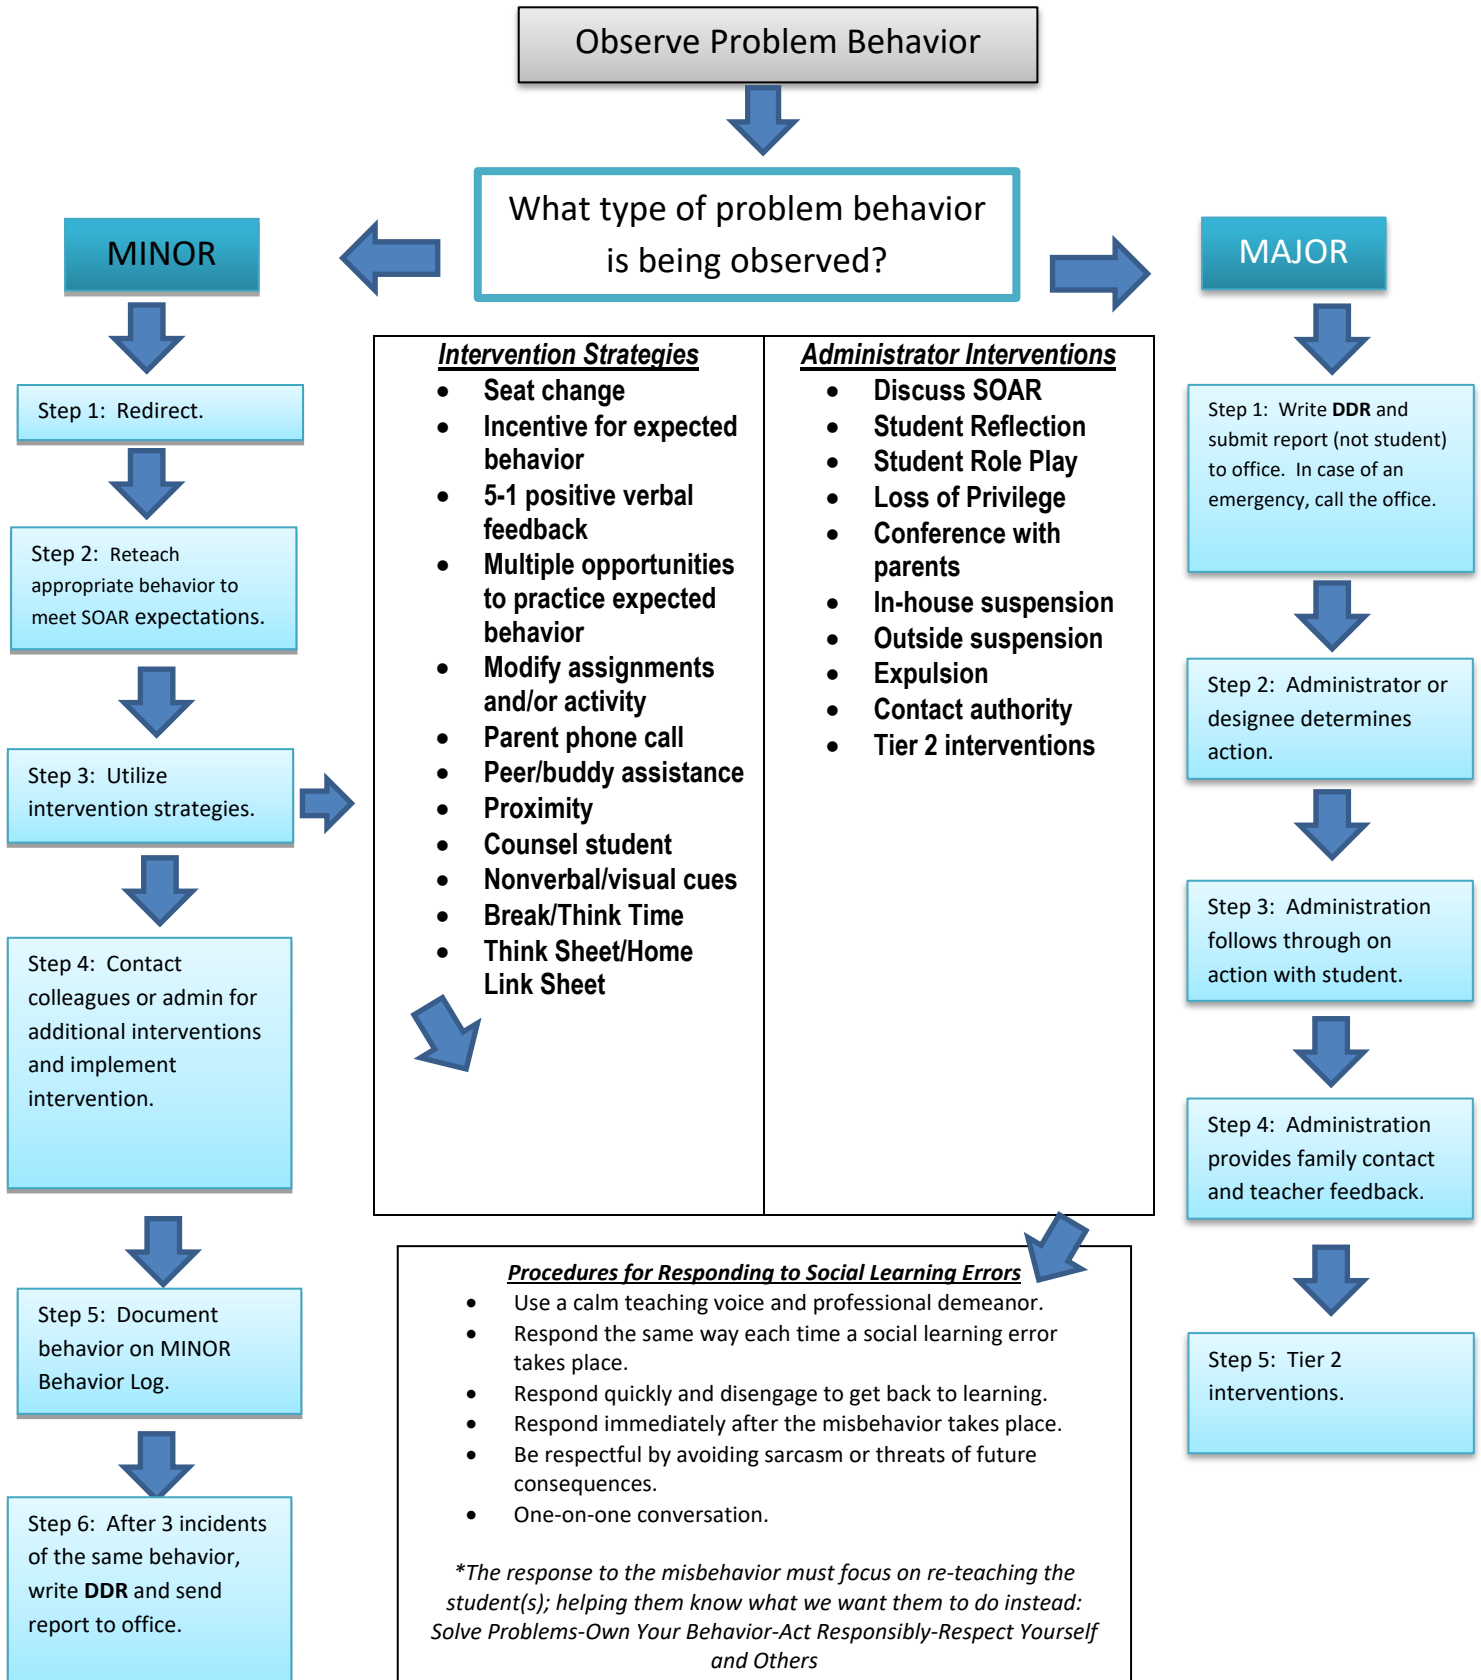 Observe Problem Behavior
What type of problem behavior
is being observed?
MINOR
Step 1: Redirect.
Step 2: Reteach
appropriate behavior to
meet SOAR expectations.
Step 3: Utilize
intervention strategies.
Step 4: Contact
colleagues or admin for
additional interventions
and implement
intervention.
Step 5: Document
behavior on MINOR
Behavior Log.
Step 6: After 3 incidents
of the same behavior,
write DDR and send
report to office.
Intervention Strategies
• Seat change
• Incentive for expected
behavior
• 5-1 positive verbal
feedback
• Multiple opportunities
to practice expected
behavior
• Modify assignments
and/or activity
• Parent phone call
• Peer/buddy assistance
• Proximity
• Counsel student
• Nonverbal/visual cues
• Break/Think Time
• Think Sheet/Home
Link Sheet
Administrator Interventions
• Discuss SOAR
• Student Reflection
• Student Role Play
• Loss of Privilege
• Conference with
parents
• In-house suspension
• Outside suspension
• Expulsion
• Contact authority
• Tier 2 interventions
MAJOR
Step 1: Write DDR and
submit report (not student)
to office. In case of an
emergency, call the office.
Step 2: Administrator or
designee determines
action.
Step 3: Administration
follows through on
action with student.
Step 4: Administration
provides family contact
and teacher feedback.
Step 5: Tier 2
interventions.
Procedures for Responding to Social Learning Errors
• Use a calm teaching voice and professional demeanor.
• Respond the same way each time a social learning error
takes place.
• Respond quickly and disengage to get back to learning.
• Respond immediately after the misbehavior takes place.
• Be respectful by avoiding sarcasm or threats of future
consequences.
• One-on-one conversation.
*The response to the misbehavior must focus on re-teaching the
student(s); helping them know what we want them to do instead:
Solve Problems-Own Your Behavior-Act Responsibly-Respect Yourself
and Others